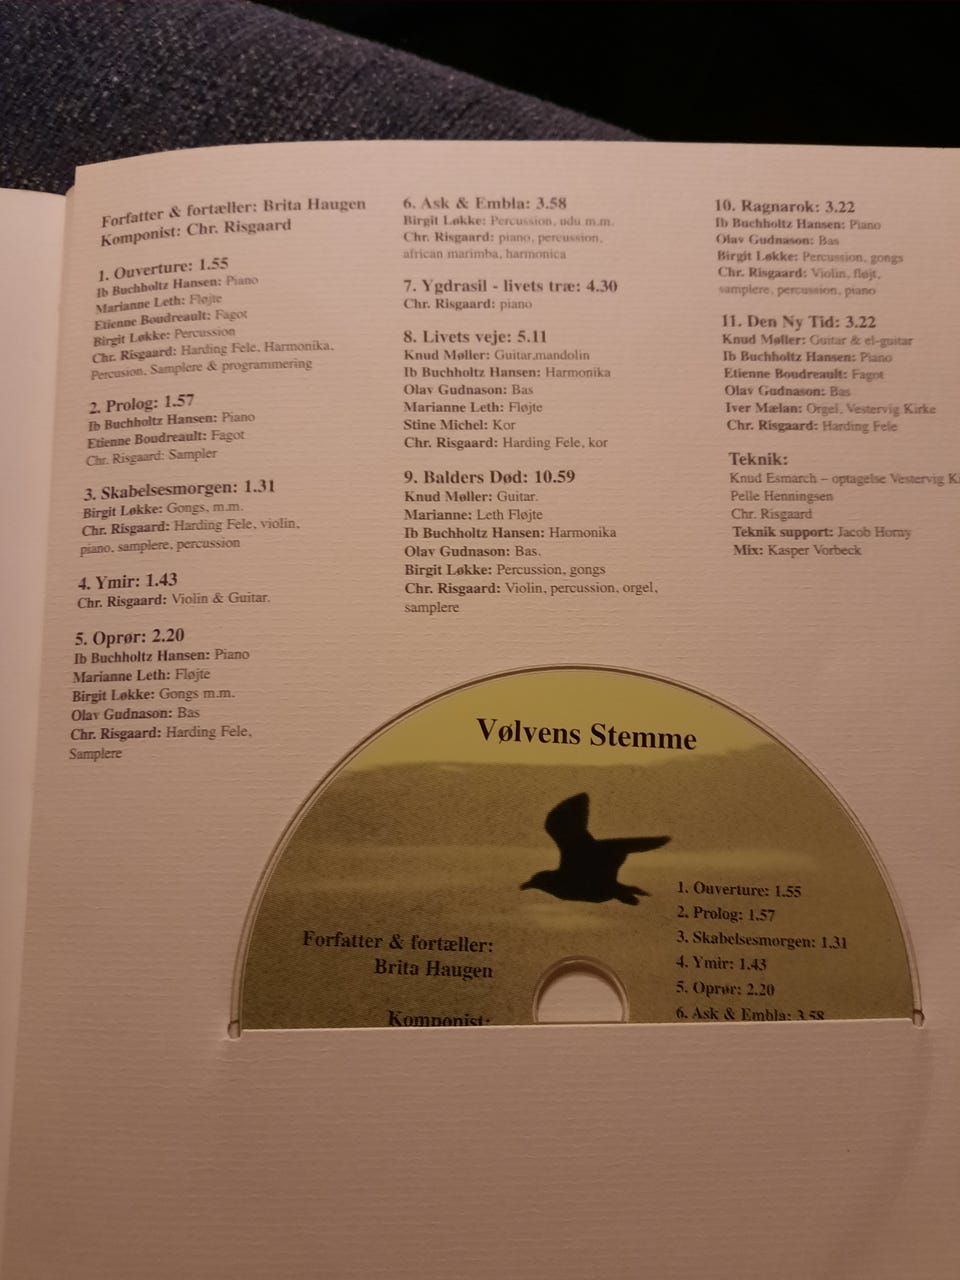 Forfatter & fortæller: Brita Haugen
Komponist: Chr. Risgaard
1. Ouverture: 1.55
Ib Buchholtz Hansen: Piano
Marianne Leth: Fløjte
Etienne Boudreault: Fagot
Birgit Løkke: Percussion
Chr. Risgaard: Harding Fele, Harmonika,
Percusion, Samplere & programmering
2. Prolog: 1.57
Ib Buchholtz Hansen: Piano
Etienne Boudreault: Fagot
Chr. Risgaard: Sampler
3. Skabelsesmorgen: 1.31
Birgit Løkke: Gongs, m.m.
Chr. Risgaard: Harding Fele, violin,
piano, samplere, percussion
4. Ymir: 1.43
Chr. Risgaard: Violin & Guitar.
5. Oprør: 2.20
Ib Buchholtz Hansen: Piano
Marianne Leth: Fløjte
Birgit Løkke: Gongs m.m.
Olav Gudnason: Bas
Chr. Risgaard: Harding Fele,
Samplere
6. Ask & Embla: 3.58
Birgit Løkke: Percussion, udu m.m.
Chr. Risgaard: piano, percussion,
african marimba, harmonica
7. Ygdrasil - livets træ: 4.30
Chr. Risgaard: piano
8. Livets veje: 5.11
Knud Møller: Guitar,mandolin
Ib Buchholtz Hansen: Harmonika
Olav Gudnason: Bas
Marianne Leth: Fløjte
Stine Michel: Kor
Chr. Risgaard: Harding Fele, kor
9. Balders Død: 10.59
Knud Møller: Guitar.
Marianne: Leth Fløjte
Ib Buchholtz Hansen: Harmonika
Olav Gudnason: Bas.
Birgit Løkke: Percussion, gongs
Chr. Risgaard: Violin, percussion, orgel,
samplere
10. Ragnarok: 3.22
Ib Buchholtz Hansen: Piano
Olav Gudnason: Bas
Birgit Løkke: Percussion, gongs
Chr. Risgaard: Violin, fløjt,
samplere, percussion, piano
11. Den Ny Tid: 3.22
Knud Møller: Guitar & el-guitar
Ib Buchholtz Hansen: Piano
Etienne Boudreault: Fagot
Olav Gudnason: Bas
Iver Mælan: Orgel, Vestervig Kirke
Chr. Risgaard: Harding Fele
Teknik:
Knud Esmarch – optagelse Vestervig Ki
Pelle Henningsen
Chr. Risgaard
Teknik support: Jacob Horny
Mix: Kasper Vorbeck
Vølvens Stemme
Forfatter & fortæller:
Brita Haugen
Komponist:
1. Ouverture: 1.55
2. Prolog: 1.57
3. Skabelsesmorgen: 1.31
4. Ymir: 1.43
5. Oprør: 2.20
6. Ask & Embla: 3.58